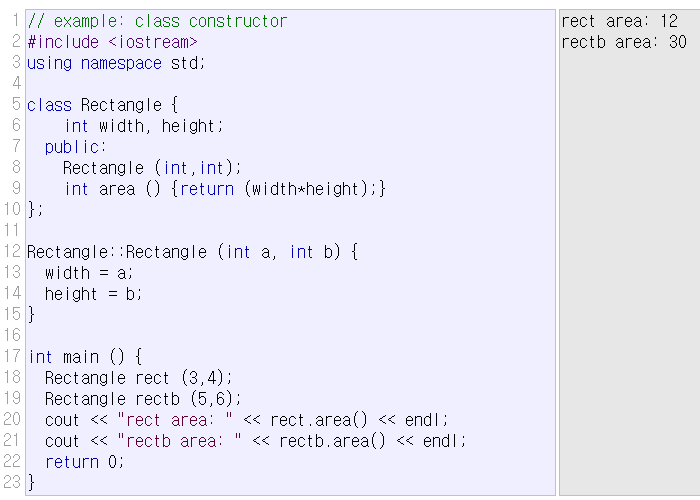 1 // example: class constructor
2 #include <iostream>
3 using namespace std;
4
5 class Rectangle {
6     int width, height;
7   public:
8     Rectangle (int,int);
9     int area () {return (width*height);}
10 };
11
12 Rectangle::Rectangle (int a, int b) {
13   width = a;
14   height = b;
15 }
16
17 int main () {
18   Rectangle rect (3,4);
19   Rectangle rectb (5,6);
20   cout << "rect area: " << rect.area() << endl;
21   cout << "rectb area: " << rectb.area() << endl;
22   return 0;
23 }
rect area: 12
rectb area: 30